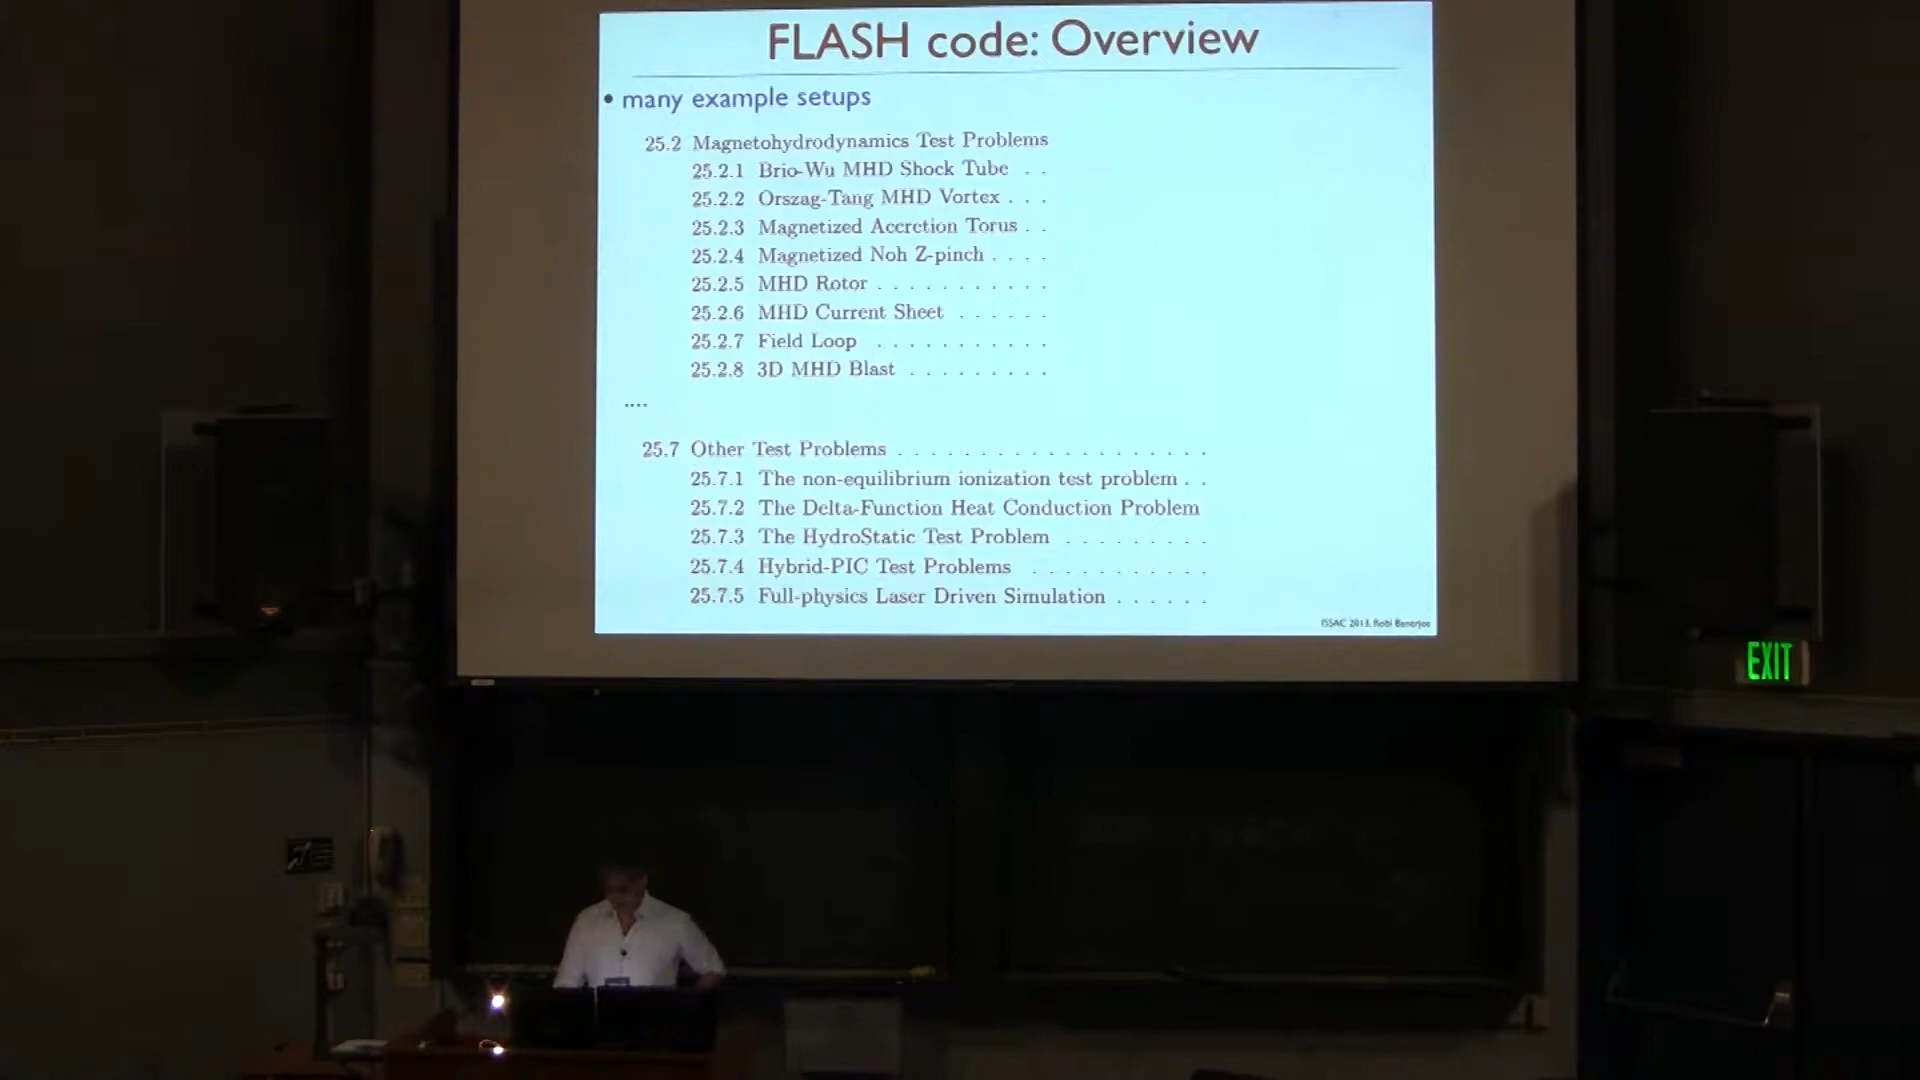 FLASH code: Overview
• many example setups
25.2 Magnetohydrodynamics Test Problems
25.2.1 Brio-Wu MHD Shock Tube . .
25.2.2 Orszag-Tang MHD Vortex . . .
25.2.3 Magnetized Accretion Torus . .
25.2.4 Magnetized Noh Z-pinch . . . .
25.2.5 MHD Rotor . . . . . . . . . . .
25.2.6 MHD Current Sheet . . . . . .
25.2.7 Field Loop . . . . . . . . . . .
25.2.8 3D MHD Blast . . . . . . . . .
....
25.7 Other Test Problems . . . . . . . . . . . . . . . . . . .
25.7.1 The non-equilibrium ionization test problem . .
25.7.2 The Delta-Function Heat Conduction Problem
25.7.3 The HydroStatic Test Problem . . . . . . . . .
25.7.4 Hybrid-PIC Test Problems . . . . . . . . . . .
25.7.5 Full-physics Laser Driven Simulation . . . . . .
ISSAC 2013, Robi Banerjee
EXIT